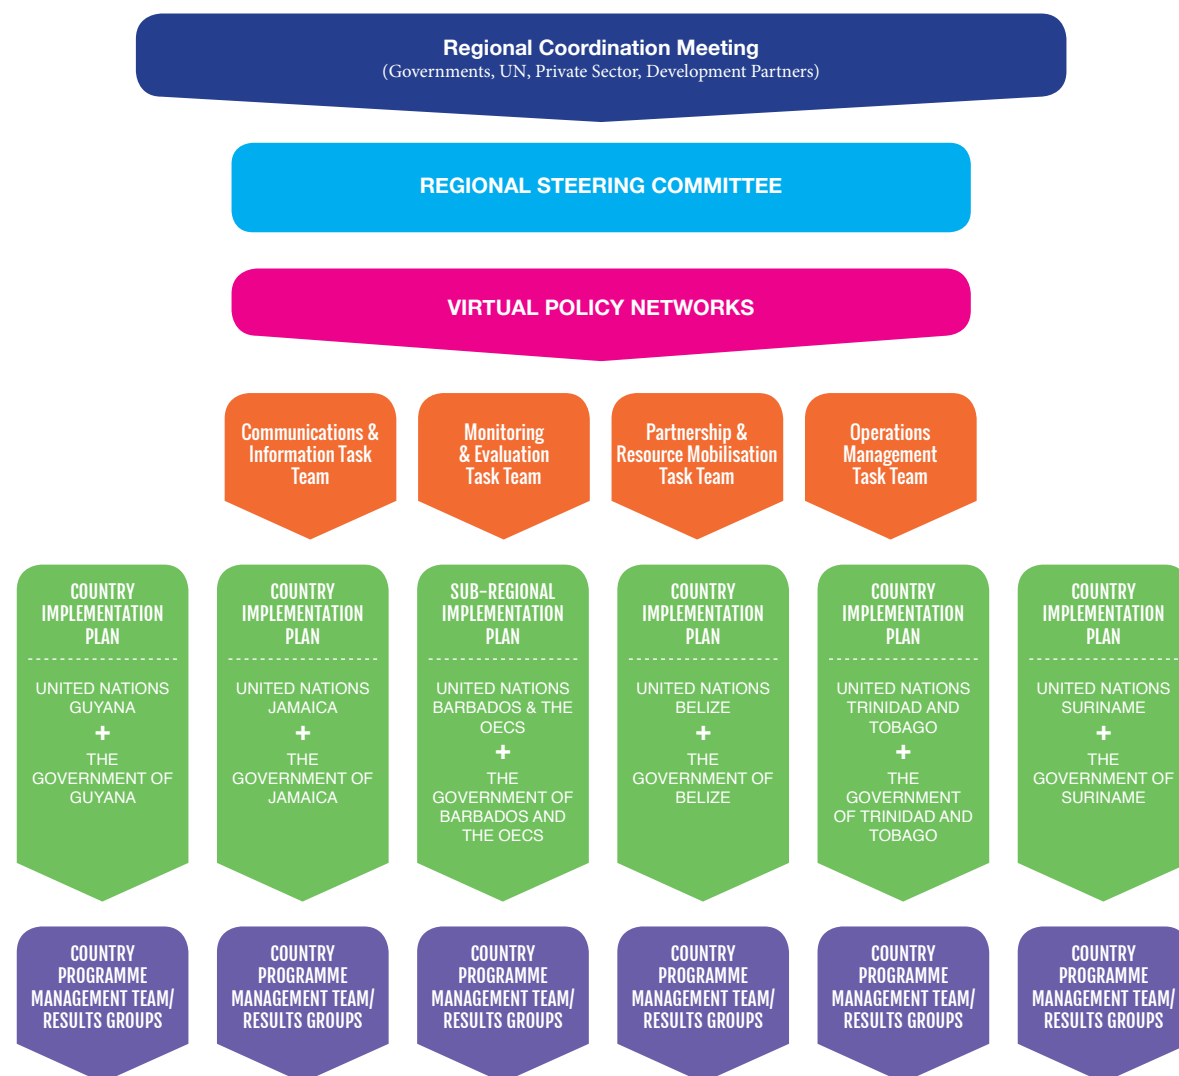 Regional Coordination Meeting
(Governments, UN, Private Sector, Development Partners)
REGIONAL STEERING COMMITTEE
VIRTUAL POLICY NETWORKS
Communications &
Information Task
Team
Monitoring
& Evaluation
Task Team
Partnership &
Resource Mobilisation
Task Team
Operations
Management
Task Team
COUNTRY
IMPLEMENTATION
PLAN
UNITED NATIONS
GUYANA
+
THE
GOVERNMENT OF
GUYANA
COUNTRY
IMPLEMENTATION
PLAN
UNITED NATIONS
JAMAICA
+
THE
GOVERNMENT OF
JAMAICA
SUB-REGIONAL
IMPLEMENTATION
PLAN
UNITED NATIONS
BARBADOS & THE
OECS
+
THE
GOVERNMENT OF
BARBADOS AND
THE OECS
COUNTRY
IMPLEMENTATION
PLAN
UNITED NATIONS
BELIZE
+
THE
GOVERNMENT OF
BELIZE
COUNTRY
IMPLEMENTATION
PLAN
UNITED NATIONS
TRINIDAD AND
TOBAGO
+
THE
GOVERNMENT
OF TRINIDAD AND
TOBAGO
COUNTRY
IMPLEMENTATION
PLAN
UNITED NATIONS
SURINAME
+
THE
GOVERNMENT OF
SURINAME
COUNTRY
PROGRAMME
MANAGEMENT TEAM/
RESULTS GROUPS
COUNTRY
PROGRAMME
MANAGEMENT TEAM/
RESULTS GROUPS
COUNTRY
PROGRAMME
MANAGEMENT TEAM/
RESULTS GROUPS
COUNTRY
PROGRAMME
MANAGEMENT TEAM/
RESULTS GROUPS
COUNTRY
PROGRAMME
MANAGEMENT TEAM/
RESULTS GROUPS
COUNTRY
PROGRAMME
MANAGEMENT TEAM/
RESULTS GROUPS